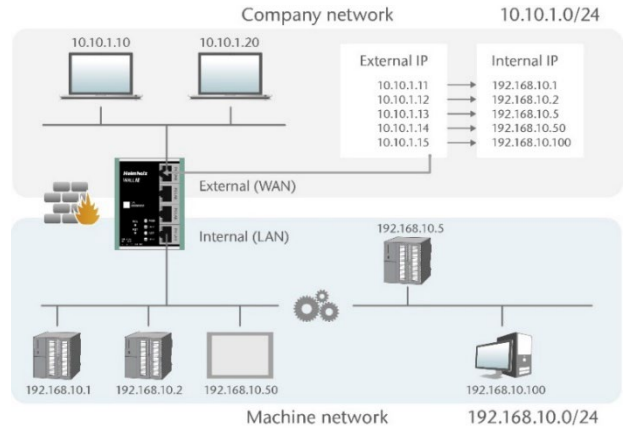 Company network 10.10.1.0/24
10.10.1.10 10.10.1.20
External IP Internal IP
10.10.1.11 192.168.10.1
10.10.1.12 192.168.10.2
10.10.1.13 192.168.10.5
10.10.1.14 192.168.10.50
10.10.1.15 192.168.10.100
Helmholz
WALL IE
External (WAN)
Internal (LAN)
192.168.10.5
192.168.10.1 192.168.10.2 192.168.10.50 192.168.10.100
Machine network 192.168.10.0/24